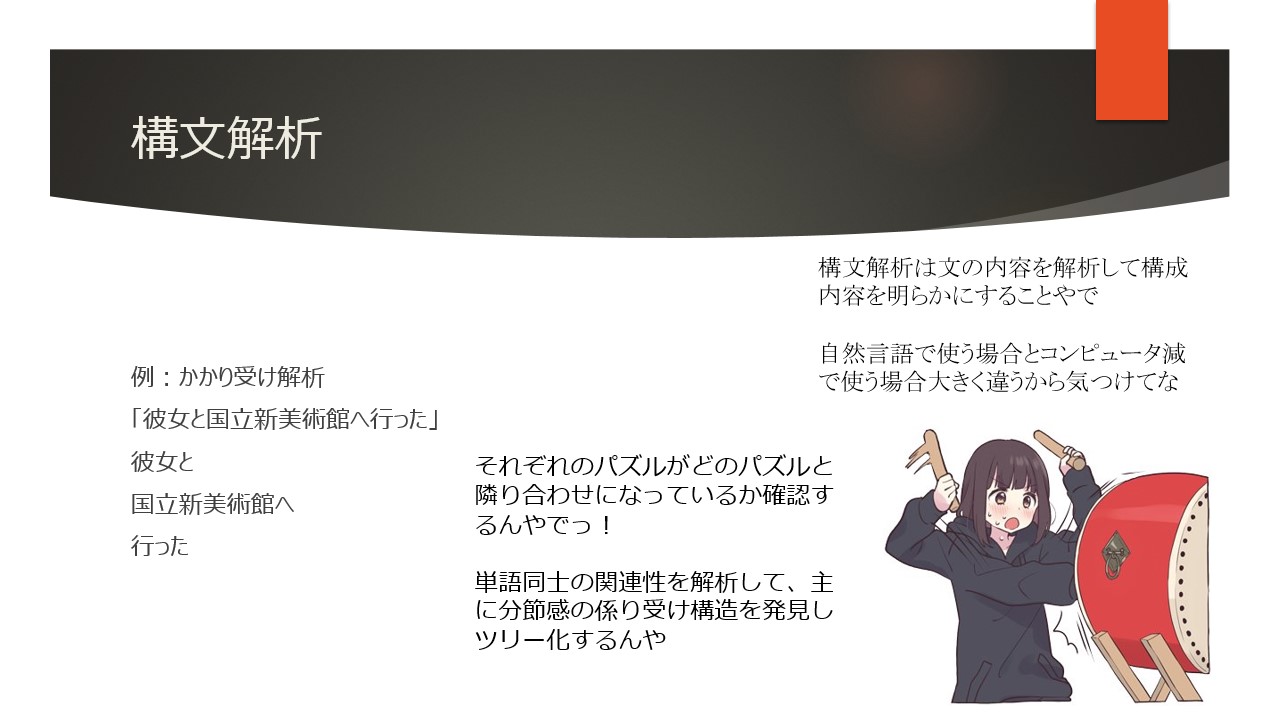 構文解析
構文解析は文の内容を解析して構成
内容を明らかにすることやで
自然言語で使う場合とコンピュータ減
で使う場合大きく違うから気つけてな
例：かかり受け解析
「彼女と国立新美術館へ行った」
彼女と
国立新美術館へ
行った
それぞれのパズルがどのパズルと
隣り合わせになっているか確認す
るんやでっ！
単語同士の関連性を解析して、主
に分節感の係り受け構造を発見し
ツリー化するんや